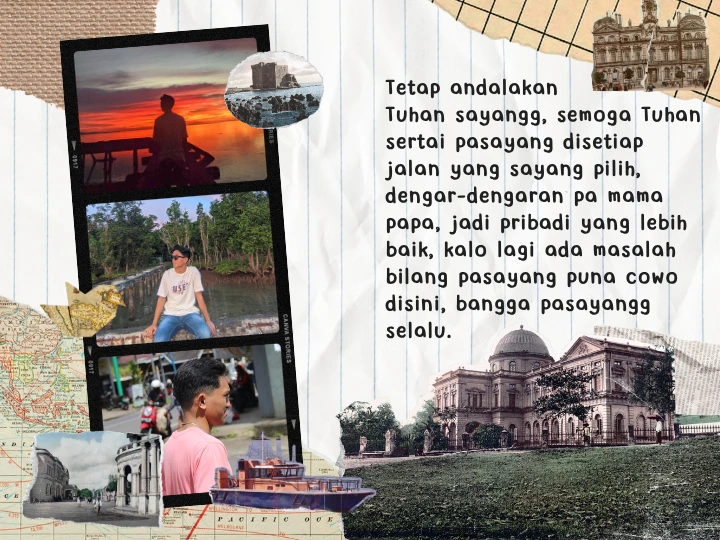 Tetap andalakan
Tuhan sayangg, semoga Tuhan
sertai pasayang disetiap
jalan yang sayang pilih,
dengar-dengaran pa mama
papa, jadi pribadi yang lebih
baik, kalo lagi ada masalah
bilang pasayang puna cowo
disini, bangga pasayangg
selalu.
CANVA STORIES
PACIFIC OCE